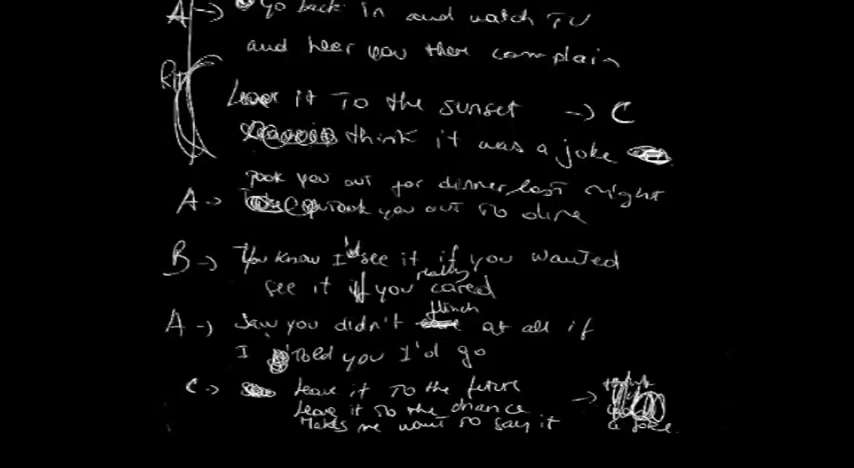 A → go back in and watch TV
and hear you then complain
Leave it to the sunset → C
think it was a joke
took you out for dinner last night
A → took you out to dine
B → You know I'd see it if you wanted
see it if you really cared
A → Saw you didn't flinch at all if
I told you I'd go
C → Leave it to the future →
Leave it to the chance
Makes me want to say it a joke